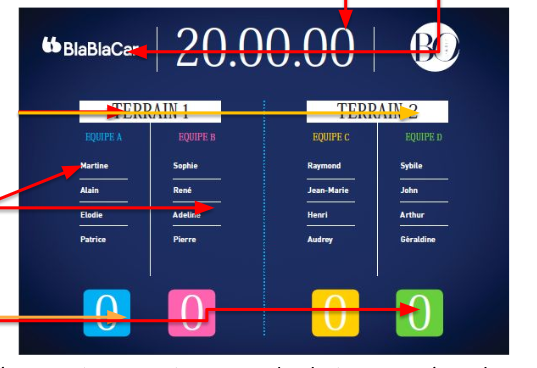 BlaBlaCar 20.00.00 BO
TERRAIN 1 TERRAIN 2
EQUIPE A EQUIPE B EQUIPE C EQUIPE D
Martine Sophie Raymond Sybile
Alain René Jean-Marie John
Elodie Adeline Henri Arthur
Patrice Pierre Audrey Géraldine
0 0 0 0